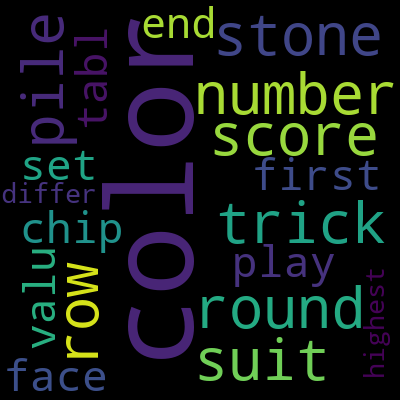 end
stone
pile
tabl
color
number
score
set
first
differ
chip
trick
play
valu
row
round
highest
suit
face